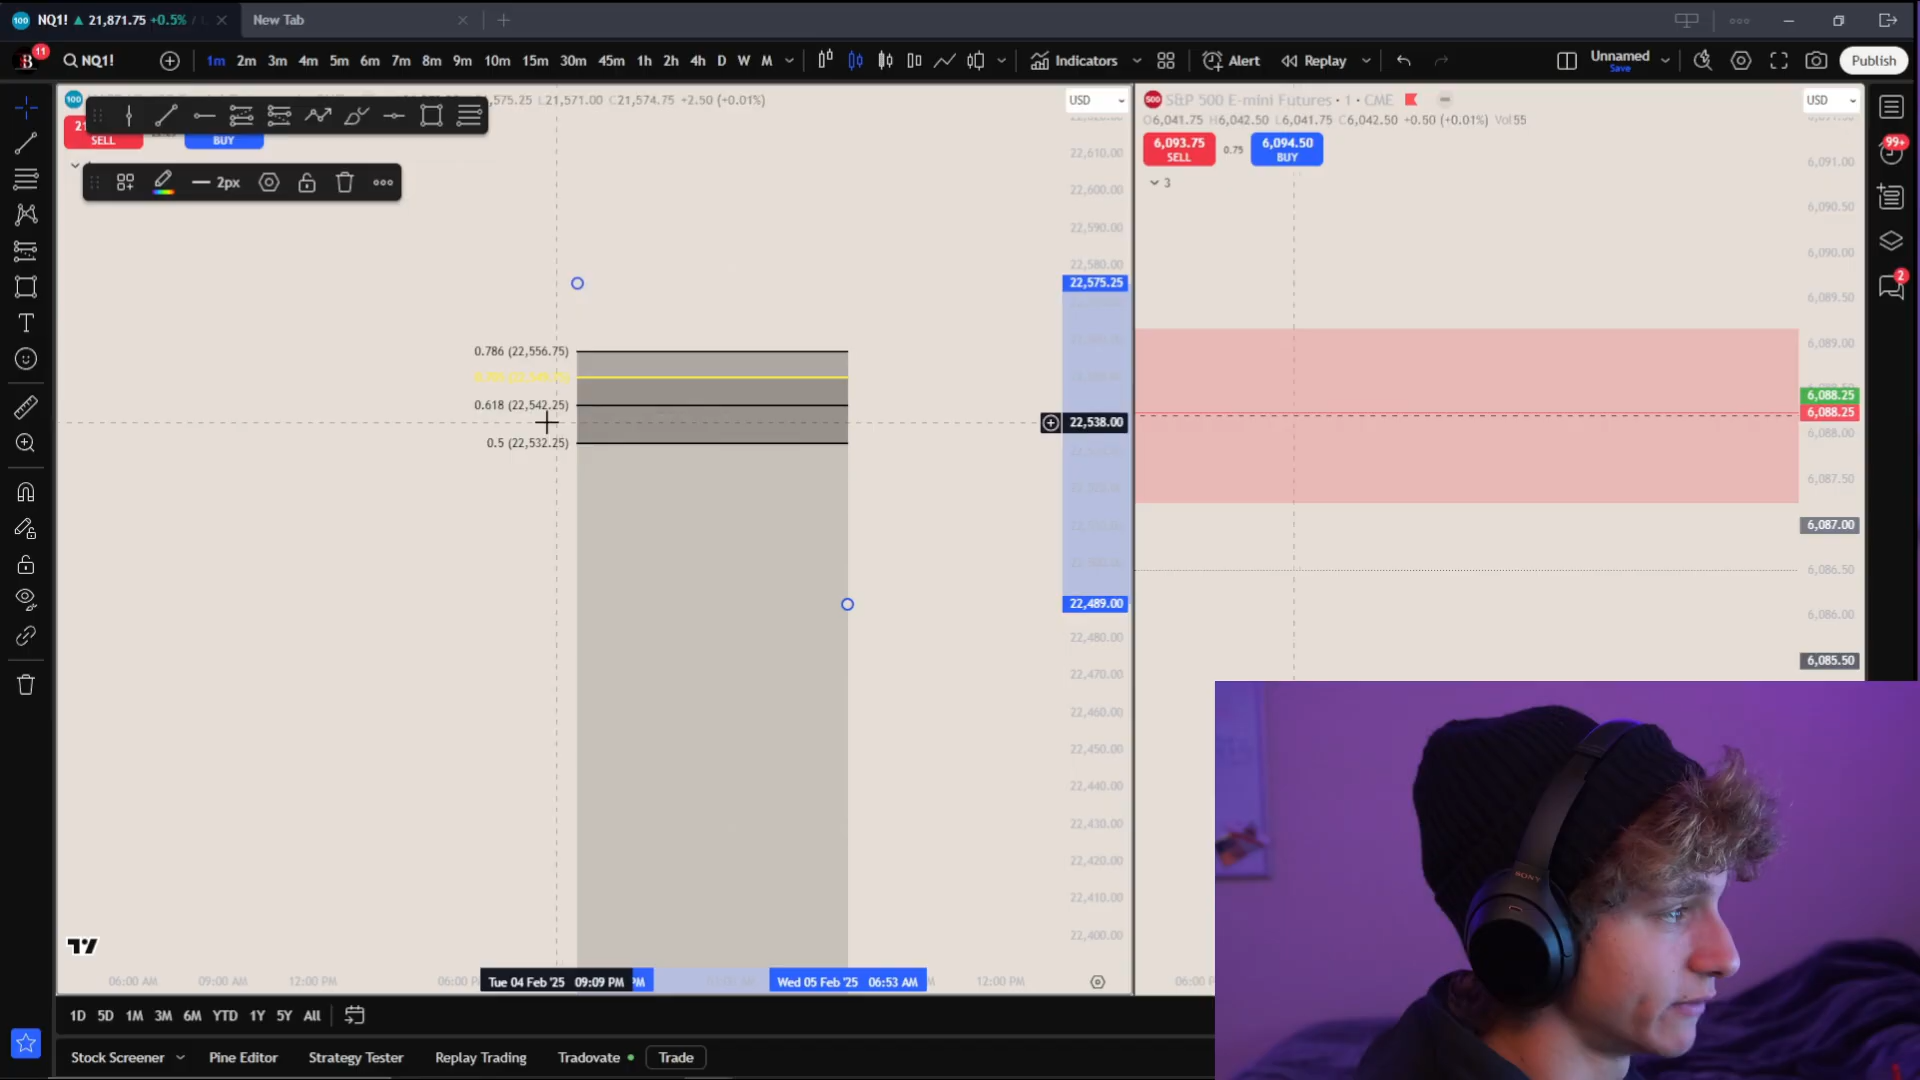 NQ1! ▲ 21,871.75 +0.5% /
New Tab
11
NQ1!
1m 2m 3m 4m 5m 6m 7m 8m 9m 10m 15m 30m 45m 1h 2h 4h D W M
Indicators
Alert
Replay
Unnamed
Save
Publish
,575.25 L21,571.00 C21,574.75 +2.50 (+0.01%)
USD
SELL
BUY
2px
S&P 500 E-mini Futures · 1 · CME
USD
O6,041.75 H6,042.50 L6,041.75 C6,042.50 +0.50 (+0.01%) Vol55
6,093.75
SELL
0.75
6,094.50
BUY
3
99+
2
22,610.00
22,600.00
22,590.00
22,580.00
22,575.25
22,538.00
22,489.00
22,480.00
22,470.00
22,460.00
22,450.00
22,440.00
22,430.00
22,420.00
22,410.00
22,400.00
0.786 (22,556.75)
0.618 (22,542.25)
0.5 (22,532.25)
6,091.00
6,090.50
6,090.00
6,089.50
6,089.00
6,088.25
6,088.25
6,088.00
6,087.50
6,087.00
6,086.50
6,086.00
6,085.50
06:00 AM
09:00 AM
12:00 PM
06:00 P
Tue 04 Feb '25 09:09 PM
PM
Wed 05 Feb '25 06:53 AM
12:00 PM
06:00 P
1D 5D 1M 3M 6M YTD 1Y 5Y All
Stock Screener
Pine Editor
Strategy Tester
Replay Trading
Tradovate
Trade
SONY